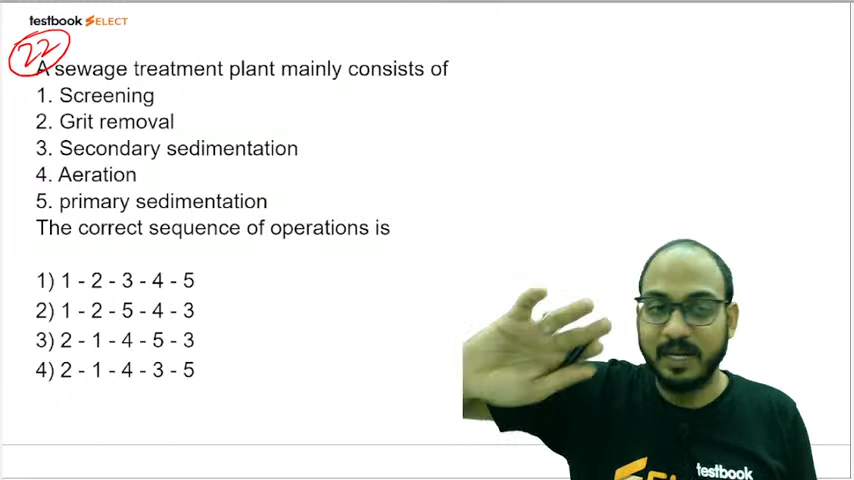 testbook SELECT
22
A sewage treatment plant mainly consists of
1. Screening
2. Grit removal
3. Secondary sedimentation
4. Aeration
5. primary sedimentation
The correct sequence of operations is
1) 1 - 2 - 3 - 4 - 5
2) 1 - 2 - 5 - 4 - 3
3) 2 - 1 - 4 - 5 - 3
4) 2 - 1 - 4 - 3 - 5
testbook